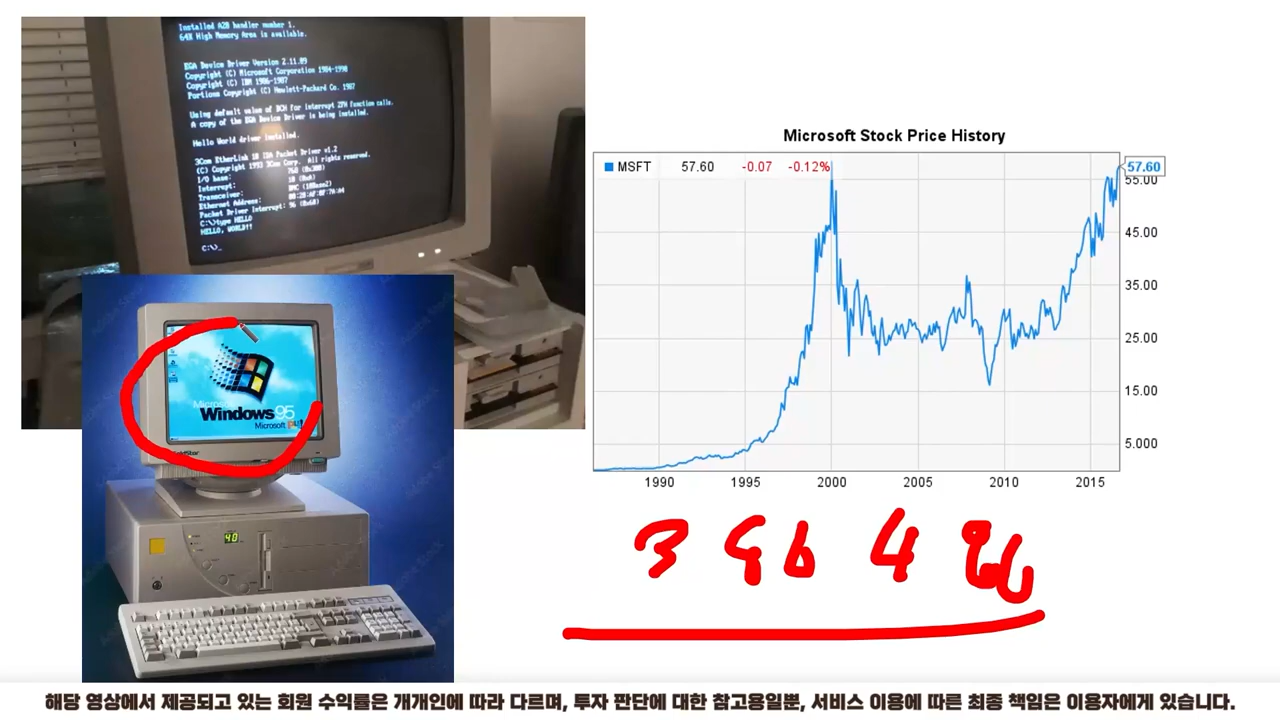 Installed A20 handler number 1.
64K High Memory Area is available.
EGA Device Driver Version 2.11.09
Copyright (C) Microsoft Corporation 1984-1990
Copyright (C) IBM 1986-1987
Portions Copyright (C) Hewlett-Packard Co. 1987
Using default value of BCH for interrupt 2FH function calls.
A copy of the EGA Device Driver is being installed.
Hello World driver installed.
3Com EtherLink III ISA Packet Driver v1.2
(C) Copyright 1993 3Com Corp. All rights reserved.
I/O base:
Interrupt:
Transceiver:
Ethernet Address:
Packet Driver Interrupt: 96 (0x60)
C:\>type HELLO
HELLO, WORLD!!
C:\>_
Microsoft
Windows 95
Microsoft
GoldStar
40
Microsoft Stock Price History
MSFT 57.60 -0.07 -0.12%
57.60
55.00
45.00
35.00
25.00
15.00
5.000
1990 1995 2000 2005 2010 2015
3 4
해당 영상에서 제공되고 있는 회원 수익률은 개개인에 따라 다르며, 투자 판단에 대한 참고용일뿐, 서비스 이용에 따른 최종 책임은 이용자에게 있습니다.